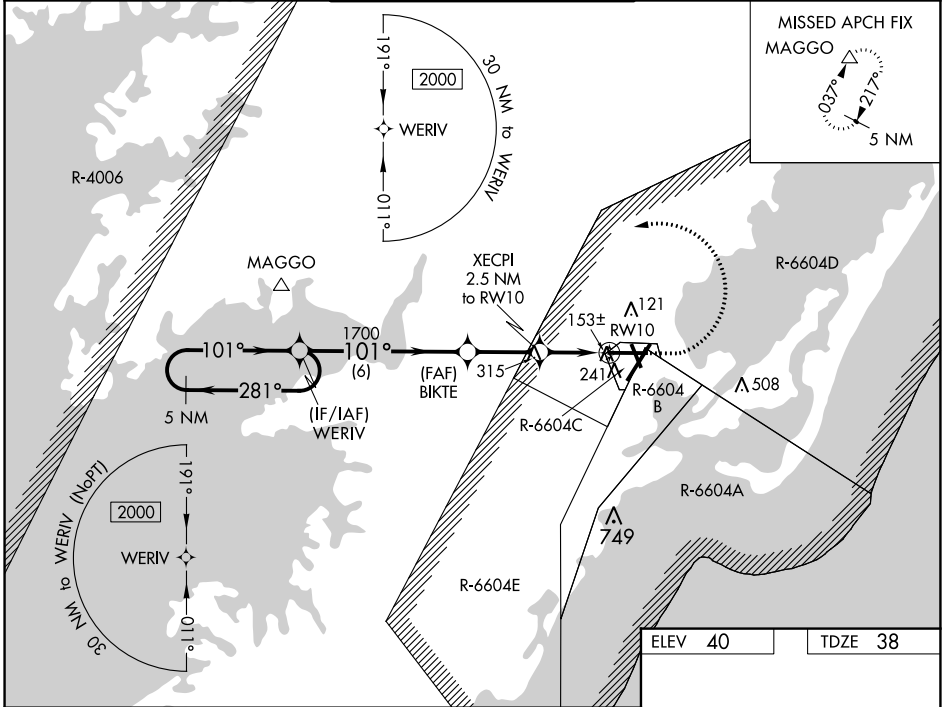 MISSED APCH FIX
MAGGO
037°
217°
5 NM
191°
2000
WERIV
30 NM to WERIV
011°
R-4006
R-6604D
MAGGO
XECPI
2.5 NM
to RW10
121
RW10
153±
101°
1700
101°
(6)
281°
5 NM
(IF/IAF)
WERIV
(FAF)
BIKTE
315
241
R-6604
B
508
R-6604C
R-6604A
749
R-6604E
191°
2000
WERIV
30 NM to WERIV (NoPT)
011°
ELEV 40
TDZE 38